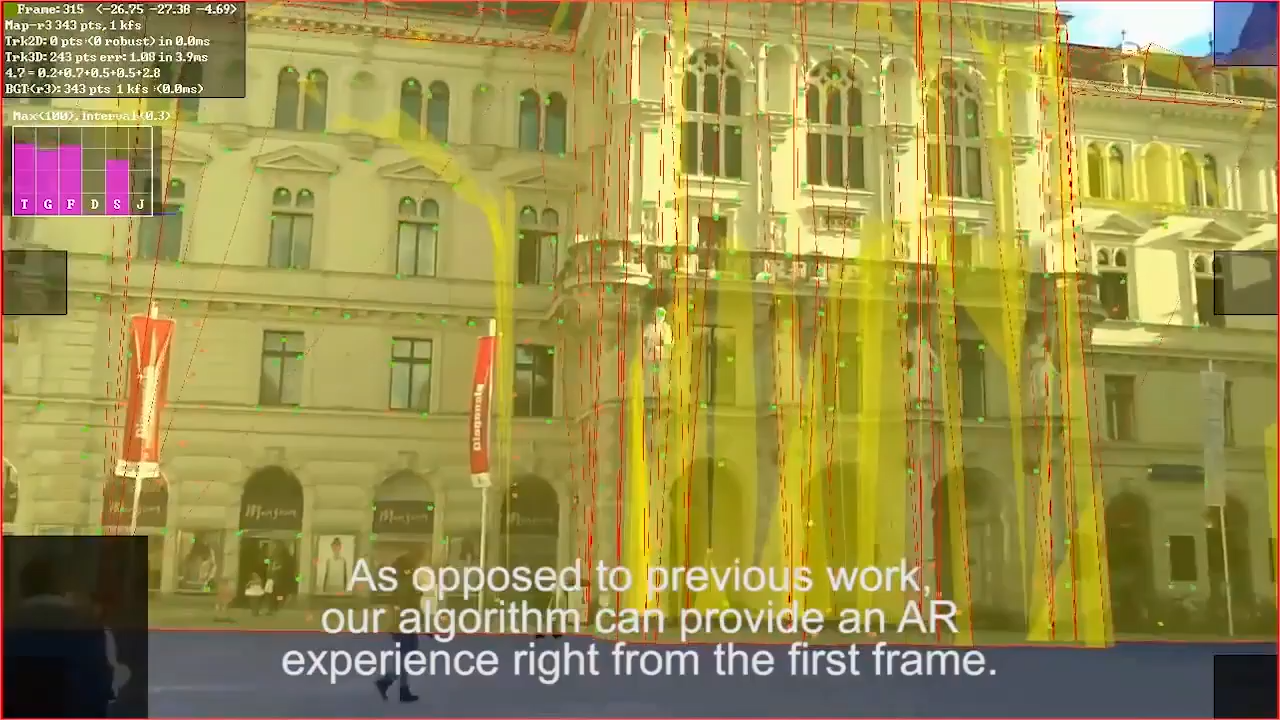 Frame: 315 <-26.75 -27.38 -4.69>
Map-r3 343 pts, 1 kfs
Trk2D: 0 pts <0 robust> in 0.0ms
Trk3D: 243 pts err: 1.08 in 3.9ms
4.7 = 0.2+0.7+0.5+0.5+2.8
BGT<r3>: 343 pts 1 kfs <0.0ms>
Max<100>, Interval<0.3>
T G F D S J
Diagonale
As opposed to previous work,
our algorithm can provide an AR
experience right from the first frame.